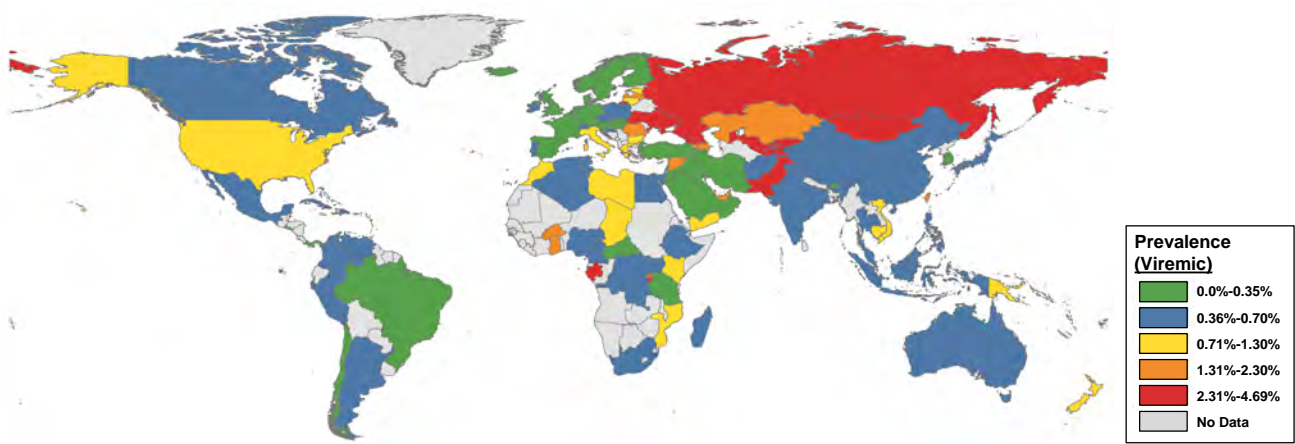 Prevalence
(Viremic)
0.0%-0.35%
0.36%-0.70%
0.71%-1.30%
1.31%-2.30%
2.31%-4.69%
No Data